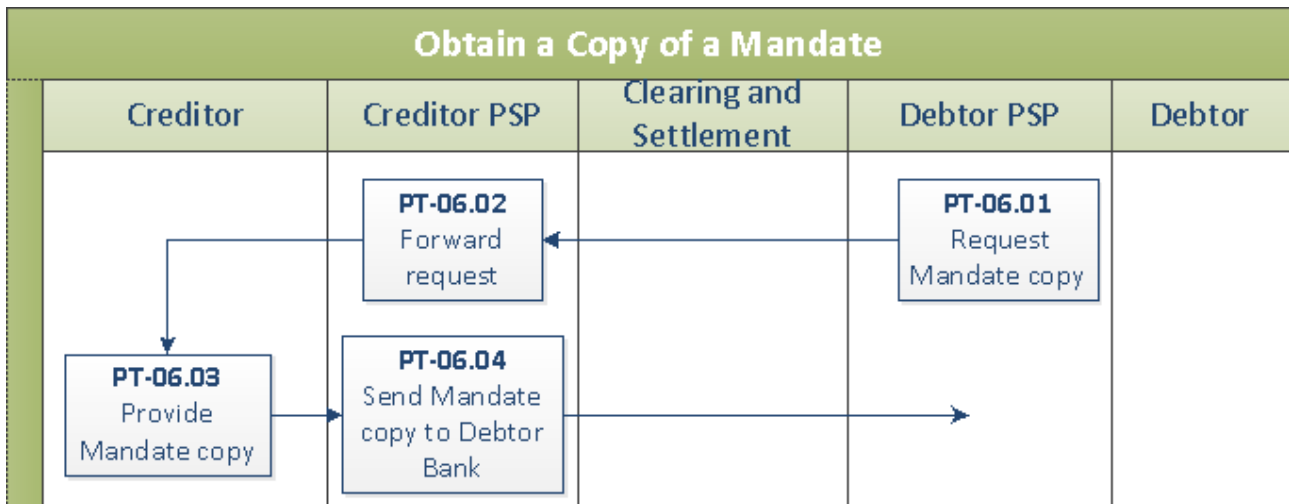 Obtain a Copy of a Mandate
Creditor
Creditor PSP
Clearing and
Settlement
Debtor PSP
Debtor
PT-06.02
Forward
request
PT-06.01
Request
Mandate copy
PT-06.03
Provide
Mandate copy
PT-06.04
Send Mandate
copy to Debtor
Bank